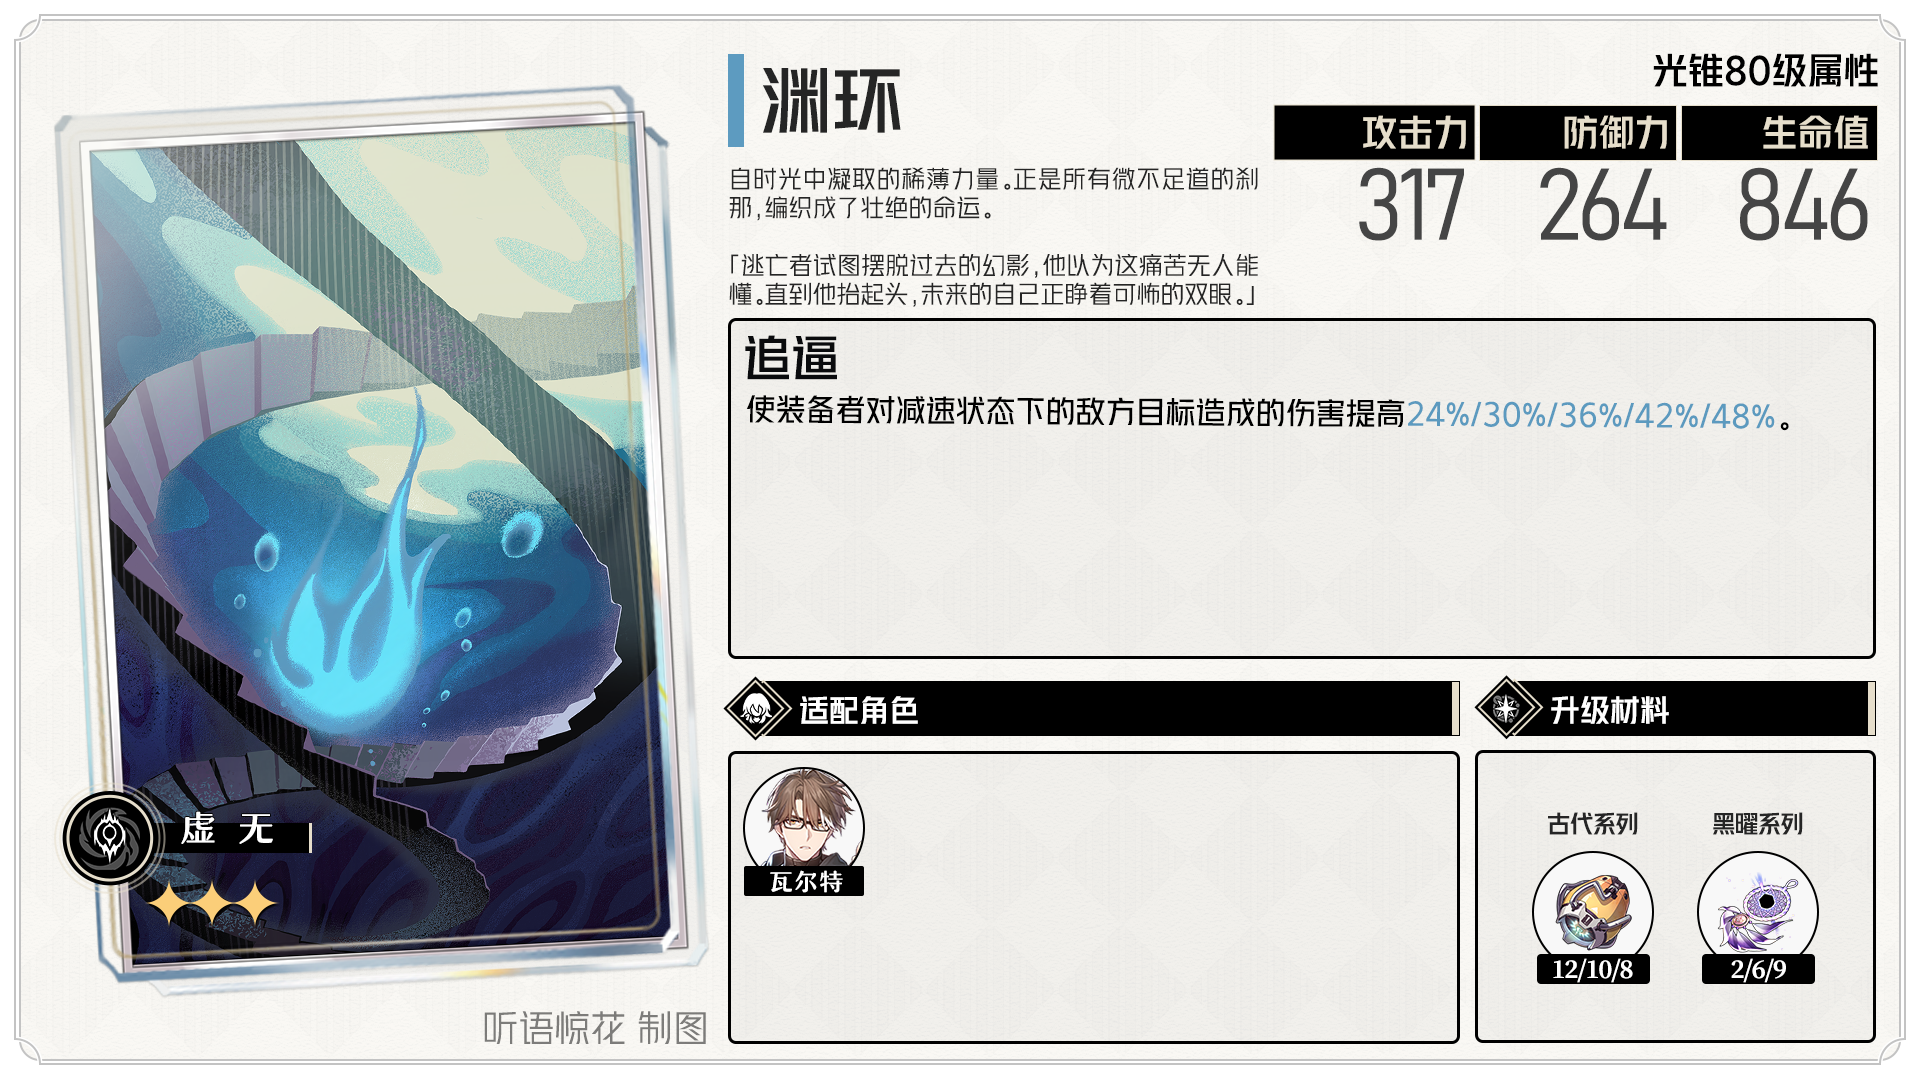 渊环
光锥80级属性
攻击力 防御力 生命值
317 264 846
自时光中凝取的稀薄力量。正是所有微不足道的刹
那,编织成了壮绝的命运。
「逃亡者试图摆脱过去的幻影,他以为这痛苦无人能
懂。直到他抬起头,未来的自己正睁着可怖的双眼。」
追逼
使装备者对减速状态下的敌方目标造成的伤害提高24%/30%/36%/42%/48%。
虚无
适配角色
瓦尔特
升级材料
古代系列 黑曜系列
12/10/8 2/6/9
听语惊花 制图